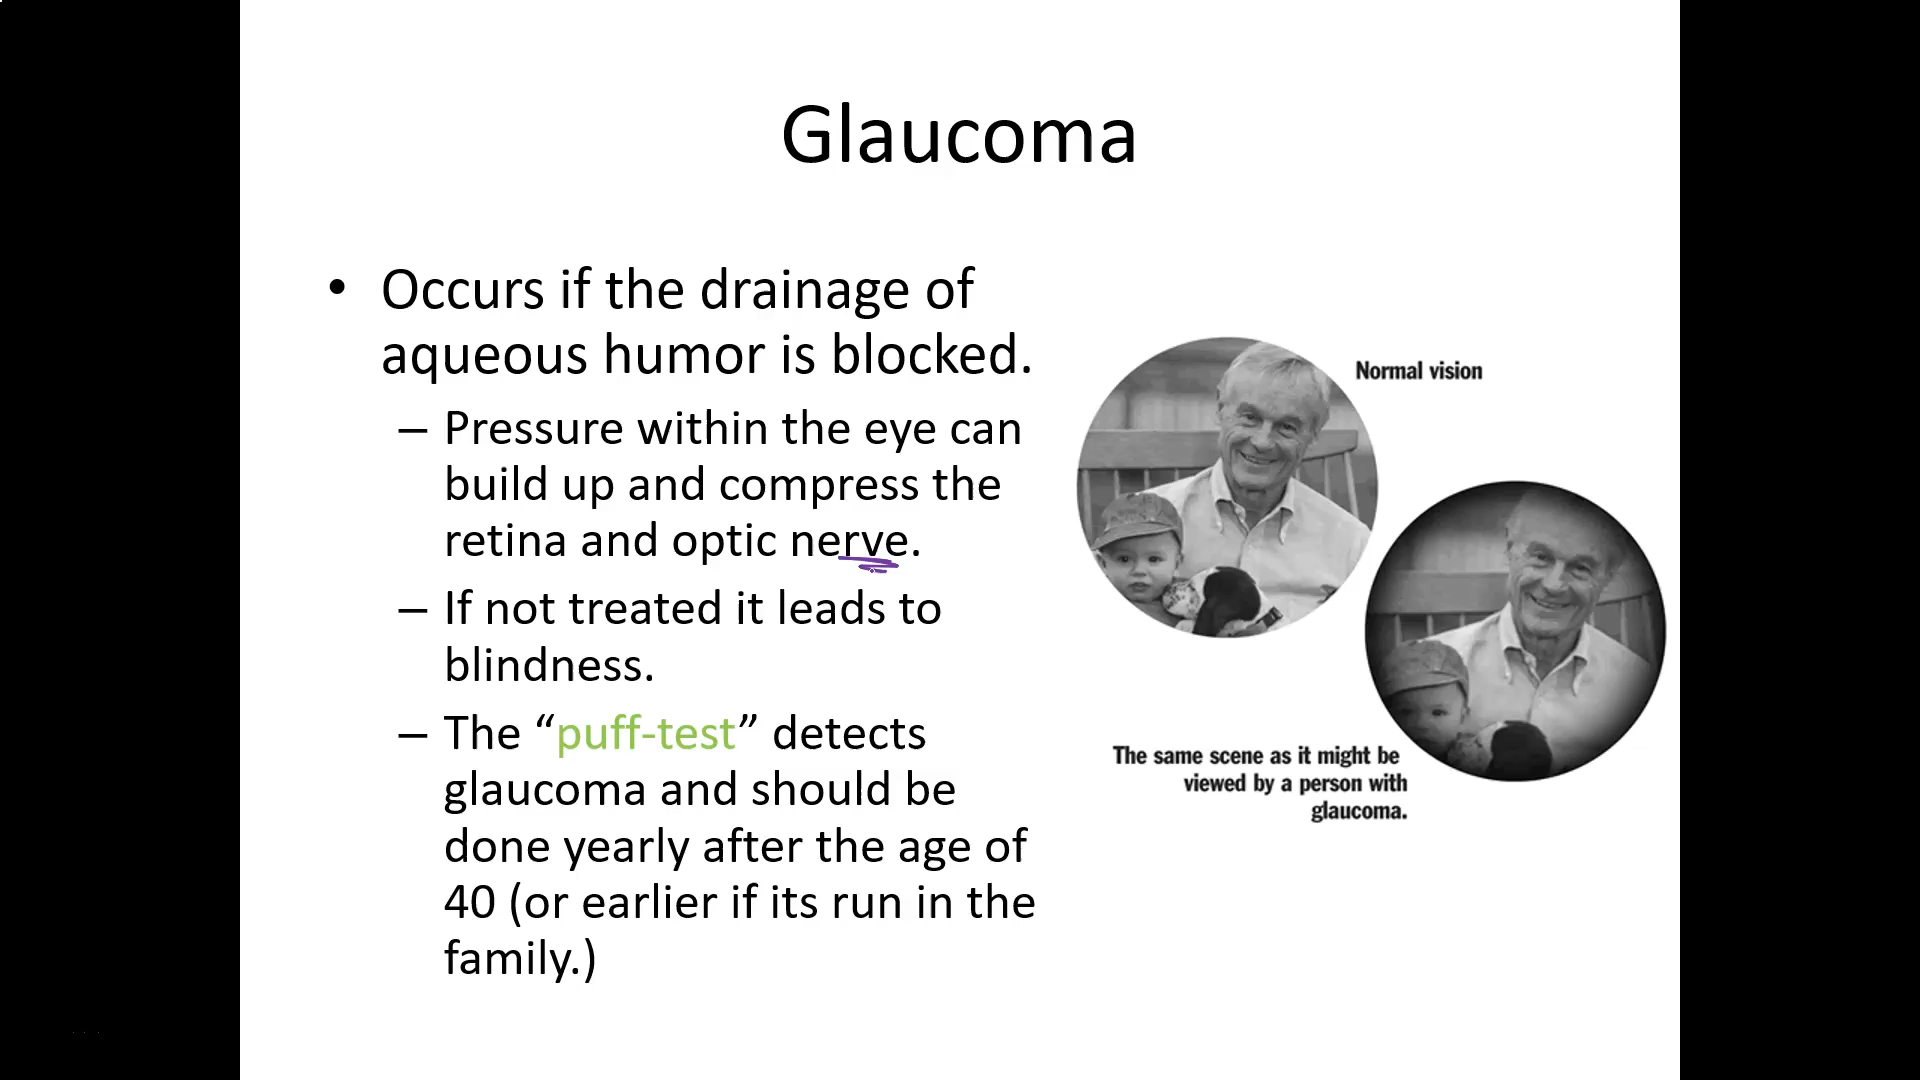 Glaucoma
• Occurs if the drainage of
aqueous humor is blocked.
– Pressure within the eye can
build up and compress the
retina and optic nerve.
– If not treated it leads to
blindness.
– The “puff-test” detects
glaucoma and should be
done yearly after the age of
40 (or earlier if its run in the
family.)
Normal vision
The same scene as it might be
viewed by a person with
glaucoma.